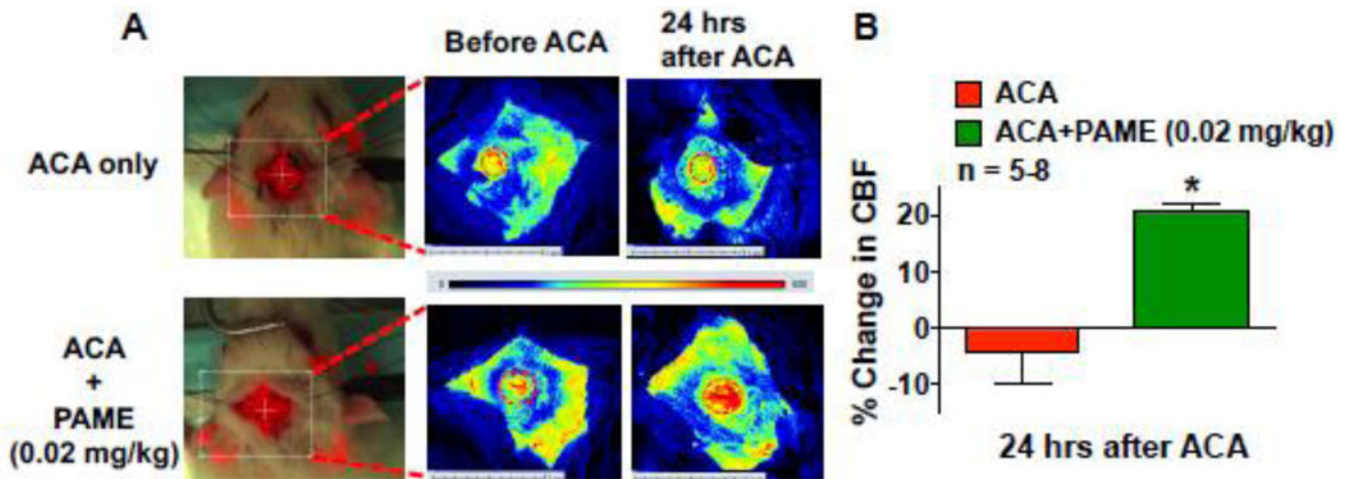 A
Before ACA
24 hrs
after ACA
ACA only
ACA
+
PAME
(0.02 mg/kg)
B
ACA
ACA+PAME (0.02 mg/kg)
n = 5-8
*
% Change in CBF
20
10
0
-10
24 hrs after ACA